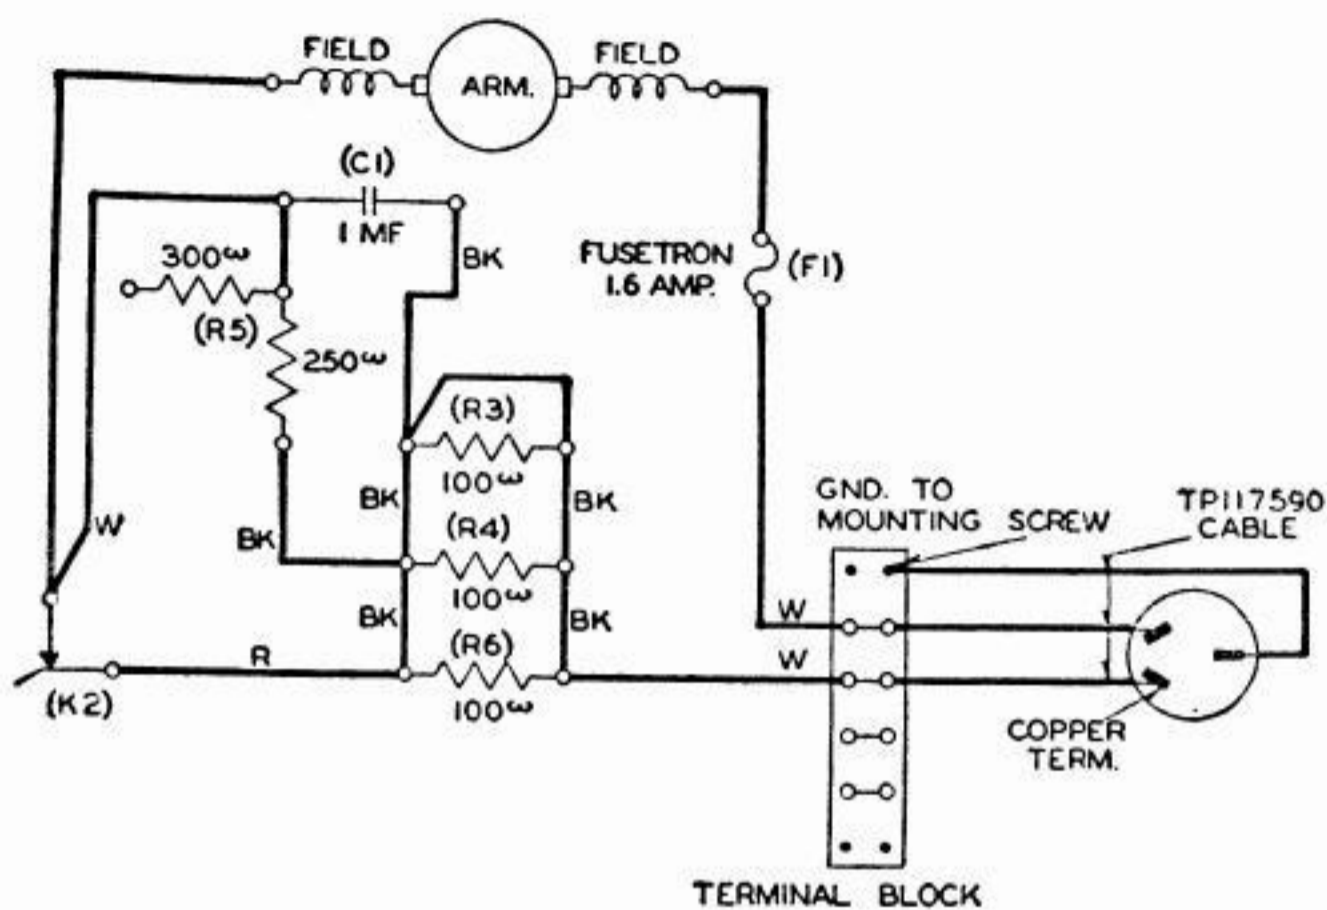 FIELD
ARM.
FIELD
(C1)
1 MF
BK
300ω
(R5)
250ω
FUSETRON
1.6 AMP.
(F1)
(R3)
100ω
BK
BK
W
BK
(R4)
100ω
BK
BK
(R6)
100ω
R
(K2)
GND. TO
MOUNTING SCREW
TP117590
CABLE
W
W
COPPER
TERM.
TERMINAL BLOCK